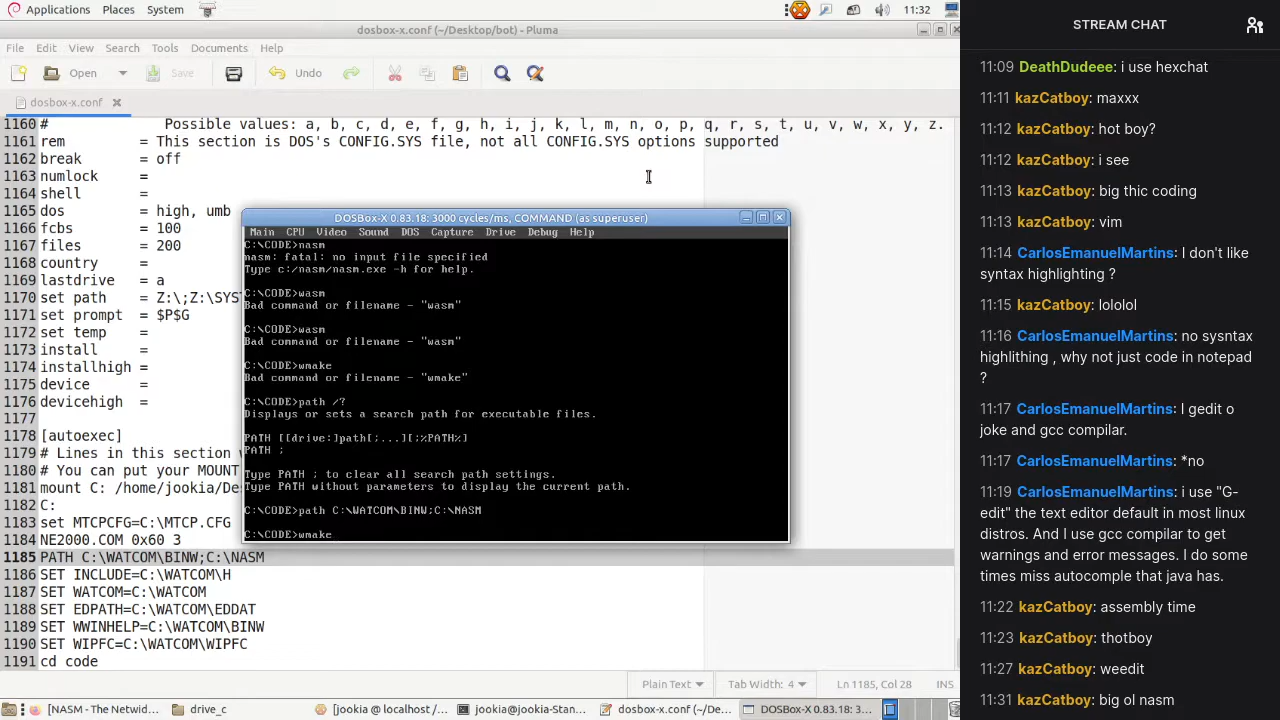 Applications Places System 11:32
dosbox-x.conf (~/Desktop/bot) - Pluma
File Edit View Search Tools Documents Help
Open Save Undo
dosbox-x.conf
1160 # Possible values: a, b, c, d, e, f, g, h, i, j, k, l, m, n, o, p, q, r, s, t, u, v, w, x, y, z.
1161 rem = This section is DOS's CONFIG.SYS file, not all CONFIG.SYS options supported
1162 break = off
1163 numlock =
1164 shell =
1165 dos = high, umb
1166 fcbs = 100
1167 files = 200
1168 country =
1169 lastdrive = a
1170 set path = Z:\;Z:\SYS
1171 set prompt = $P$G
1172 set temp =
1173 install =
1174 installhigh =
1175 device =
1176 devicehigh =
1177
1178 [autoexec]
1179 # Lines in this section
1180 # You can put your MOUNT
1181 mount C: /home/jookia/De
1182 C:
1183 set MTCPCFG=C:\MTCP.CFG
1184 NE2000.COM 0x60 3
1185 PATH C:\WATCOM\BINW;C:\NASM
1186 SET INCLUDE=C:\WATCOM\H
1187 SET WATCOM=C:\WATCOM
1188 SET EDPATH=C:\WATCOM\EDDAT
1189 SET WWINHELP=C:\WATCOM\BINW
1190 SET WIPFC=C:\WATCOM\WIPFC
1191 cd code
Plain Text Tab Width: 4 Ln 1185, Col 28 INS
DOSBox-X 0.83.18: 3000 cycles/ms, COMMAND (as superuser)
Main CPU Video Sound DOS Capture Drive Debug Help
C:\CODE>nasm
nasm: fatal: no input file specified
Type c:/nasm/nasm.exe -h for help.
C:\CODE>wasm
Bad command or filename - "wasm"
C:\CODE>wasm
Bad command or filename - "wasm"
C:\CODE>wmake
Bad command or filename - "wmake"
C:\CODE>path /?
Displays or sets a search path for executable files.
PATH [[drive:]path[;...][;%PATH%]
PATH ;
Type PATH ; to clear all search path settings.
Type PATH without parameters to display the current path.
C:\CODE>path C:\WATCOM\BINW;C:\NASM
C:\CODE>wmake
[NASM - The Netwid... drive_c [jookia@ localhost /... jookia@jookia-Stan... dosbox-x.conf (~/De... DOSBox-X 0.83.18: 3...
STREAM CHAT
11:09 DeathDudeee: i use hexchat
11:11 kazCatboy: maxxx
11:12 kazCatboy: hot boy?
11:12 kazCatboy: i see
11:13 kazCatboy: big thic coding
11:13 kazCatboy: vim
11:14 CarlosEmanuelMartins: I don't like
syntax highlighting ?
11:15 kazCatboy: lololol
11:16 CarlosEmanuelMartins: no sysntax
highlithing , why not just code in notepad
?
11:17 CarlosEmanuelMartins: I gedit o
joke and gcc compilar.
11:17 CarlosEmanuelMartins: *no
11:19 CarlosEmanuelMartins: i use "G-
edit" the text editor default in most linux
distros. And I use gcc compilar to get
warnings and error messages. I do some
times miss autocomple that java has.
11:22 kazCatboy: assembly time
11:23 kazCatboy: thotboy
11:27 kazCatboy: weedit
11:31 kazCatboy: big ol nasm